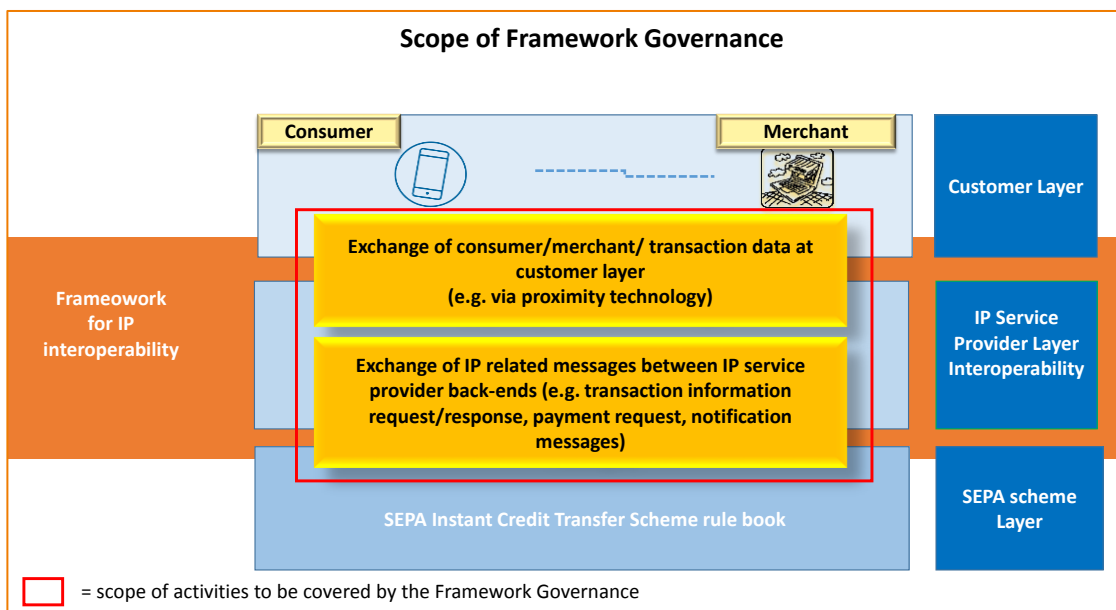 Scope of Framework Governance
Consumer
Merchant
Customer Layer
Exchange of consumer/merchant/ transaction data at
customer layer
(e.g. via proximity technology)
Frameowork
for IP
interoperability
IP Service
Provider Layer
Interoperability
Exchange of IP related messages between IP service
provider back-ends (e.g. transaction information
request/response, payment request, notification
messages)
SEPA Instant Credit Transfer Scheme rule book
SEPA scheme
Layer
= scope of activities to be covered by the Framework Governance